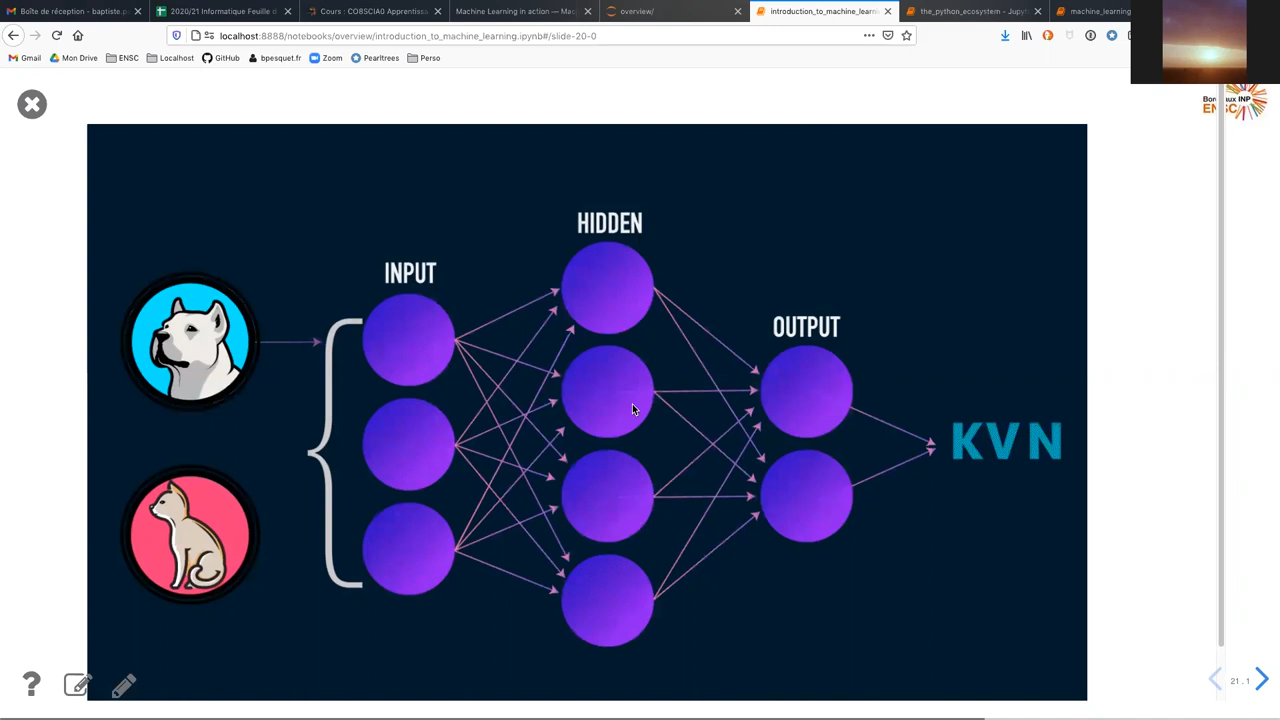 Boîte de réception - baptiste.p
2020/21 Informatique Feuille d
Cours : COBSCIA0 Apprentissa
Machine Learning in action — Mac
overview/
introduction_to_machine_learnin
the_python_ecosystem - Jupyt
machine_learning
localhost:8888/notebooks/overview/introduction_to_machine_learning.ipynb#/slide-20-0
Gmail
Mon Drive
ENSC
Localhost
GitHub
bpesquet.fr
Zoom
Pearltrees
Perso
INP
HIDDEN
INPUT
OUTPUT
KVN
?
21.1